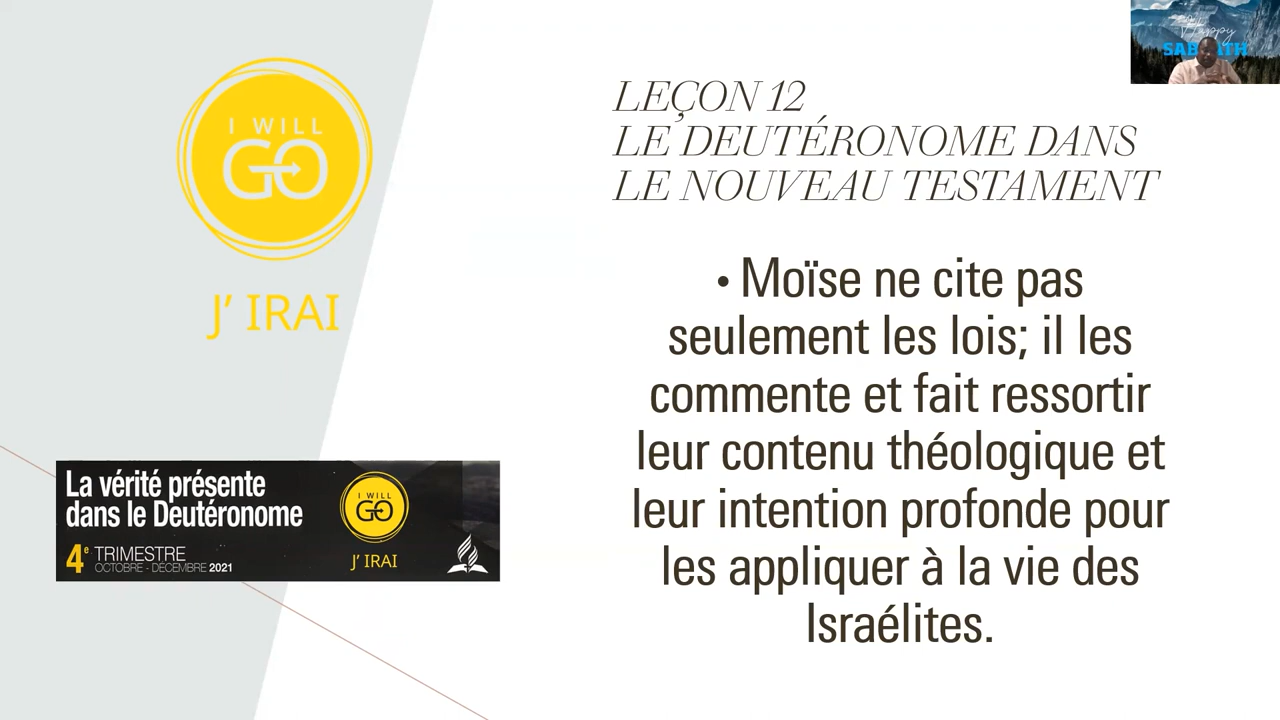 I WILL
GO
J' IRAI
LEÇON 12
LE DEUTÉRONOME DANS
LE NOUVEAU TESTAMENT
• Moïse ne cite pas
seulement les lois; il les
commente et fait ressortir
leur contenu théologique et
leur intention profonde pour
les appliquer à la vie des
Israélites.
La vérité présente
dans le Deutéronome
4e TRIMESTRE
OCTOBRE - DÉCEMBRE 2021
I WILL
GO
J' IRAI
Happy
SABBATH